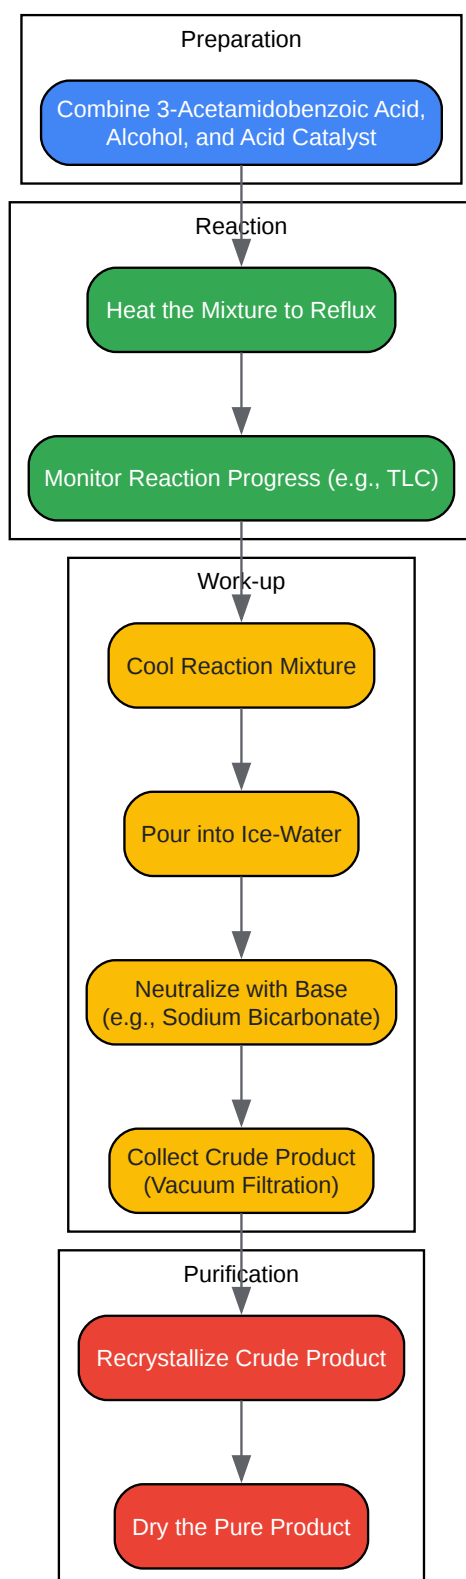 Preparation
Combine 3-Acetamidobenzoic Acid,
Alcohol, and Acid Catalyst
Reaction
Heat the Mixture to Reflux
Monitor Reaction Progress (e.g., TLC)
Work-up
Cool Reaction Mixture
Pour into Ice-Water
Neutralize with Base
(e.g., Sodium Bicarbonate)
Collect Crude Product
(Vacuum Filtration)
Purification
Recrystallize Crude Product
Dry the Pure Product